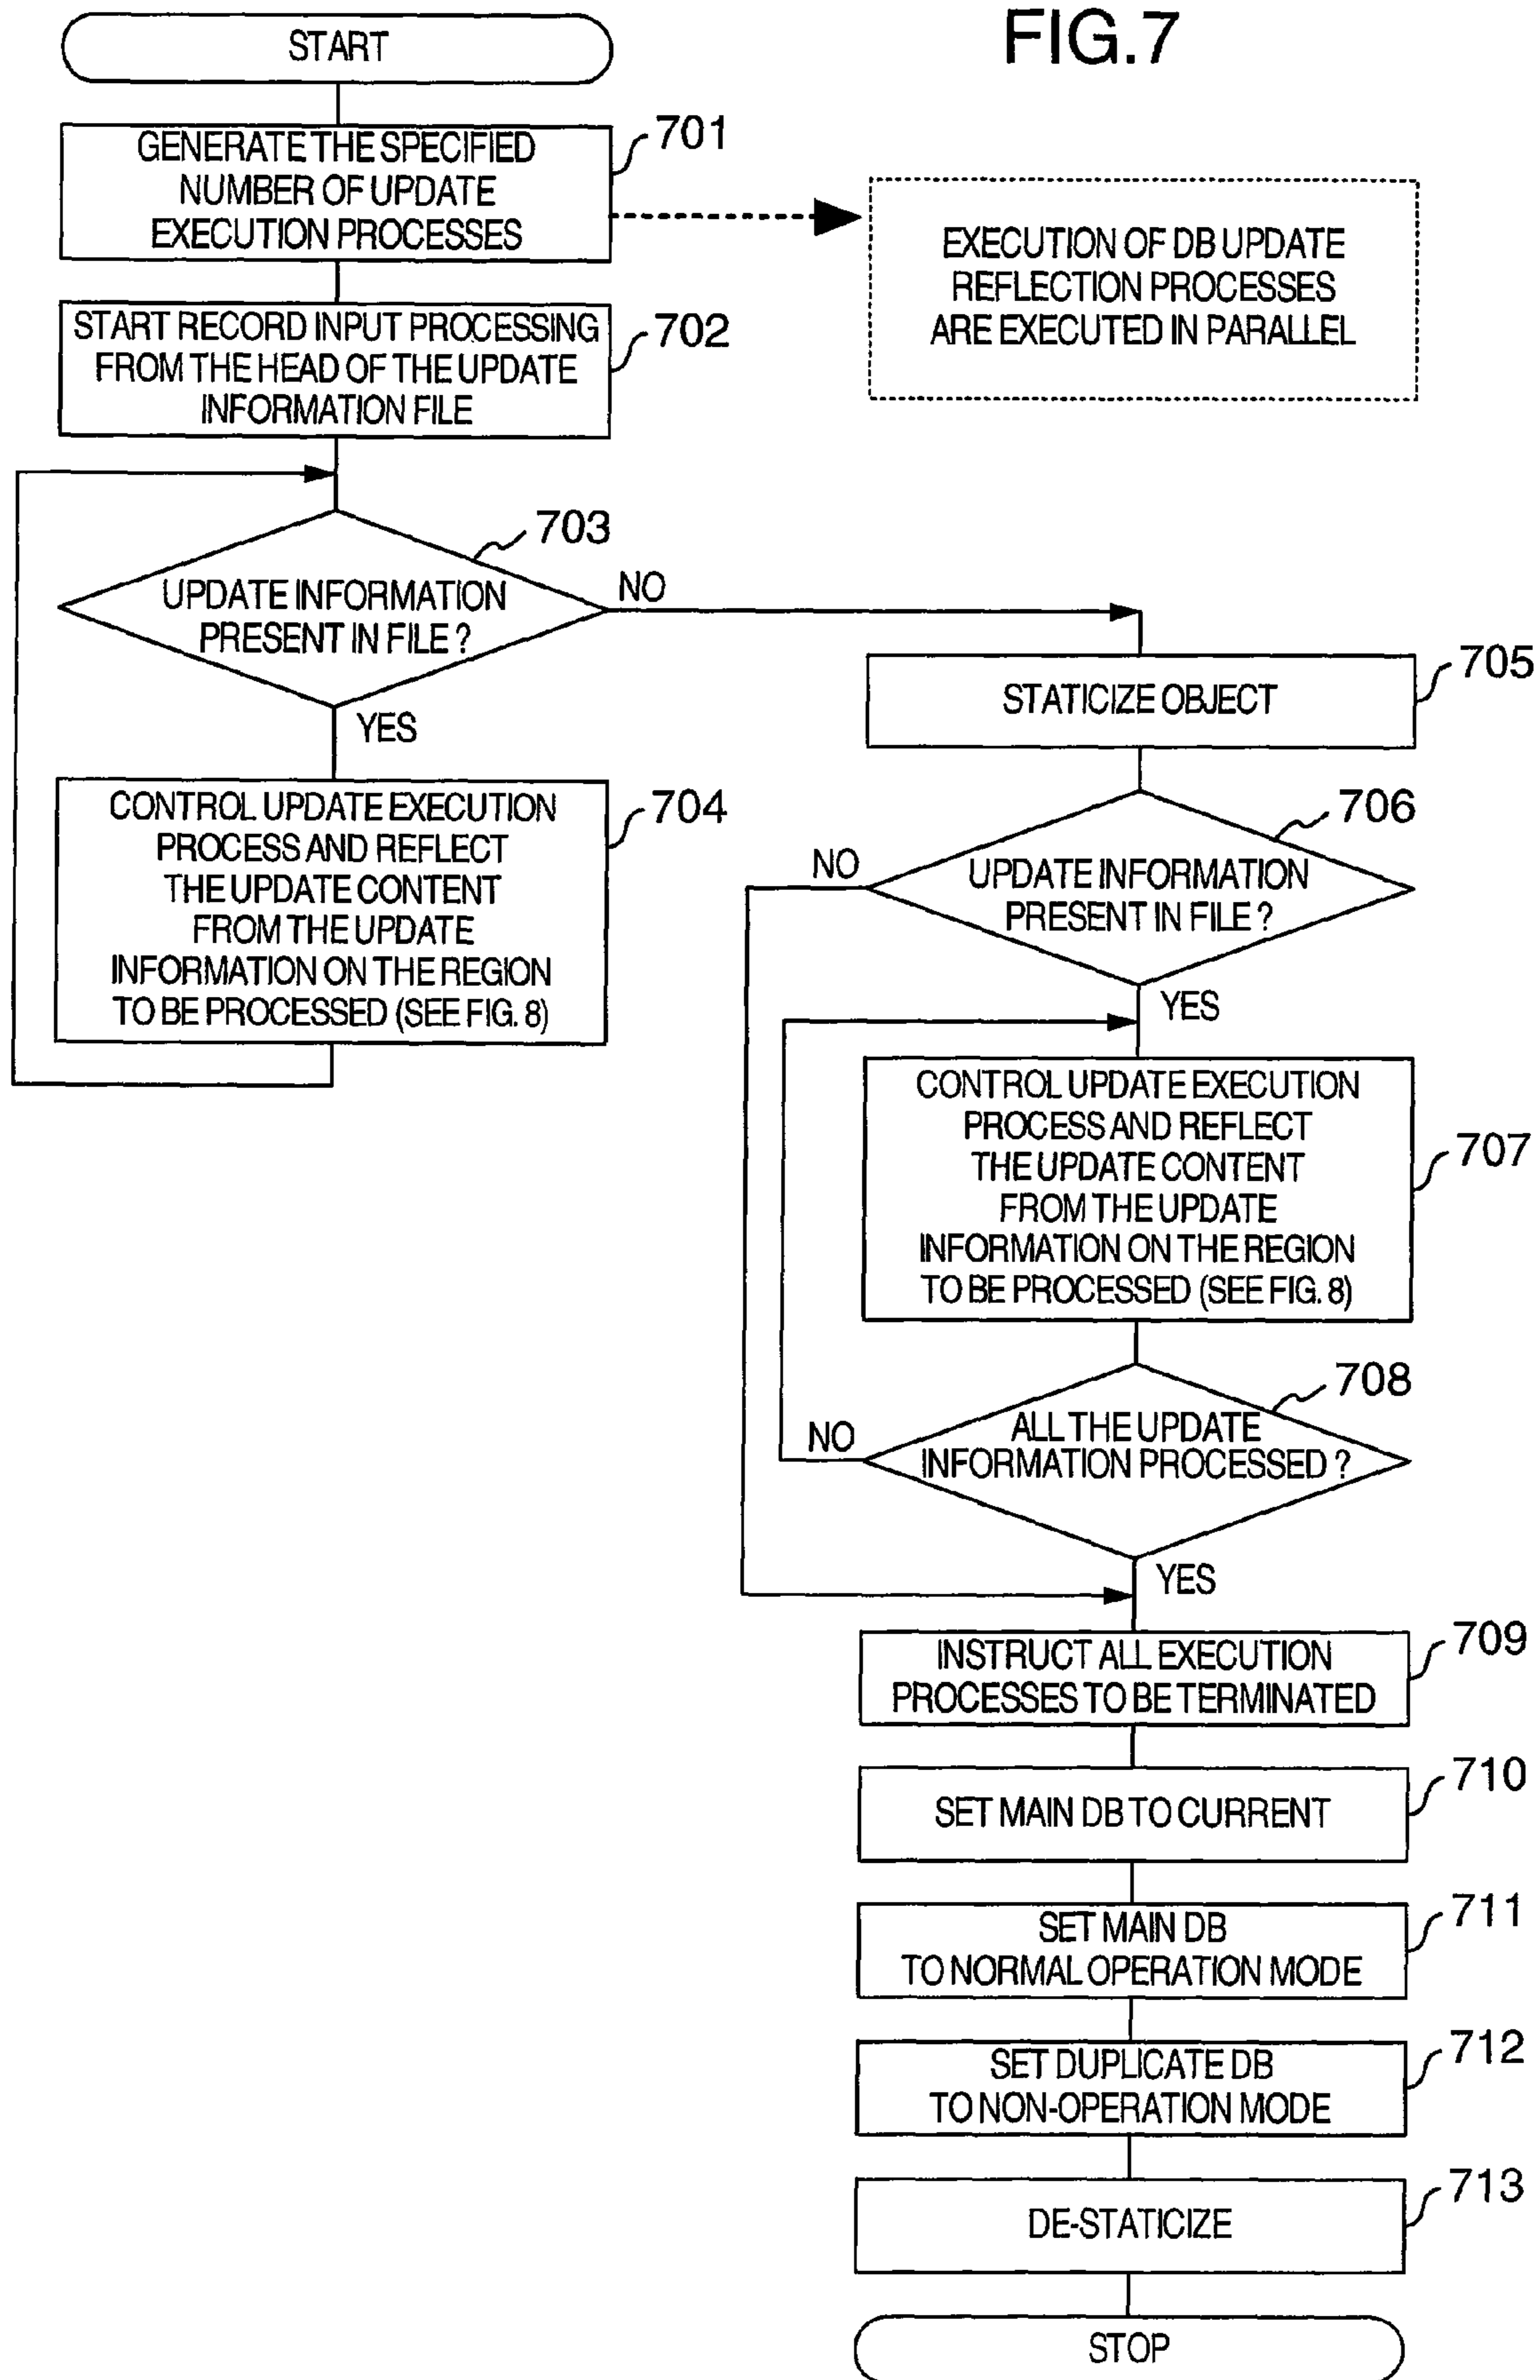 FIG.7
START
GENERATE THE SPECIFIED
NUMBER OF UPDATE
EXECUTION PROCESSES
701
EXECUTION OF DB UPDATE
REFLECTION PROCESSES
ARE EXECUTED IN PARALLEL
START RECORD INPUT PROCESSING
FROM THE HEAD OF THE UPDATE
INFORMATION FILE
702
703
UPDATE INFORMATION
PRESENT IN FILE ?
NO
YES
CONTROL UPDATE EXECUTION
PROCESS AND REFLECT
THE UPDATE CONTENT
FROM THE UPDATE
INFORMATION ON THE REGION
TO BE PROCESSED (SEE FIG. 8)
704
STATICIZE OBJECT
705
706
UPDATE INFORMATION
PRESENT IN FILE ?
NO
YES
CONTROL UPDATE EXECUTION
PROCESS AND REFLECT
THE UPDATE CONTENT
FROM THE UPDATE
INFORMATION ON THE REGION
TO BE PROCESSED (SEE FIG. 8)
707
708
ALL THE UPDATE
INFORMATION PROCESSED ?
NO
YES
INSTRUCT ALL EXECUTION
PROCESSES TO BE TERMINATED
709
SET MAIN DB TO CURRENT
710
SET MAIN DB
TO NORMAL OPERATION MODE
711
SET DUPLICATE DB
TO NON-OPERATION MODE
712
DE-STATICIZE
713
STOP